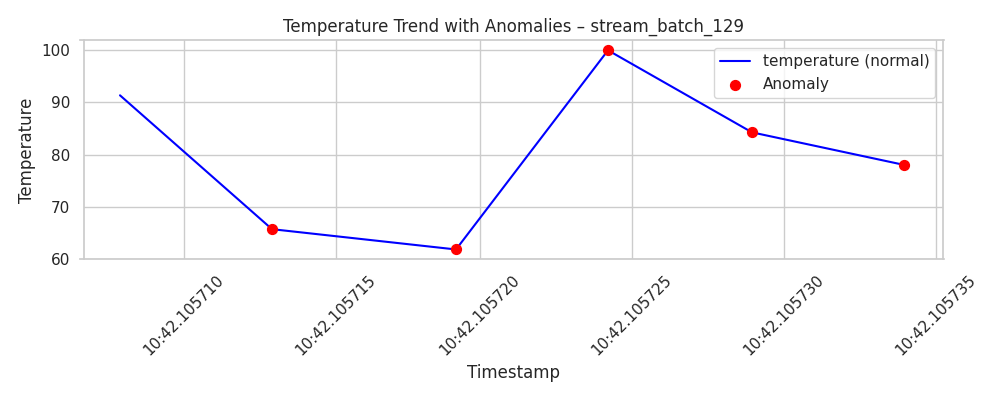 Temperature Trend with Anomalies – stream_batch_129
temperature (normal)
Anomaly
Temperature
100
90
80
70
60
10:42.105710
10:42.105715
10:42.105720
10:42.105725
10:42.105730
10:42.105735
Timestamp